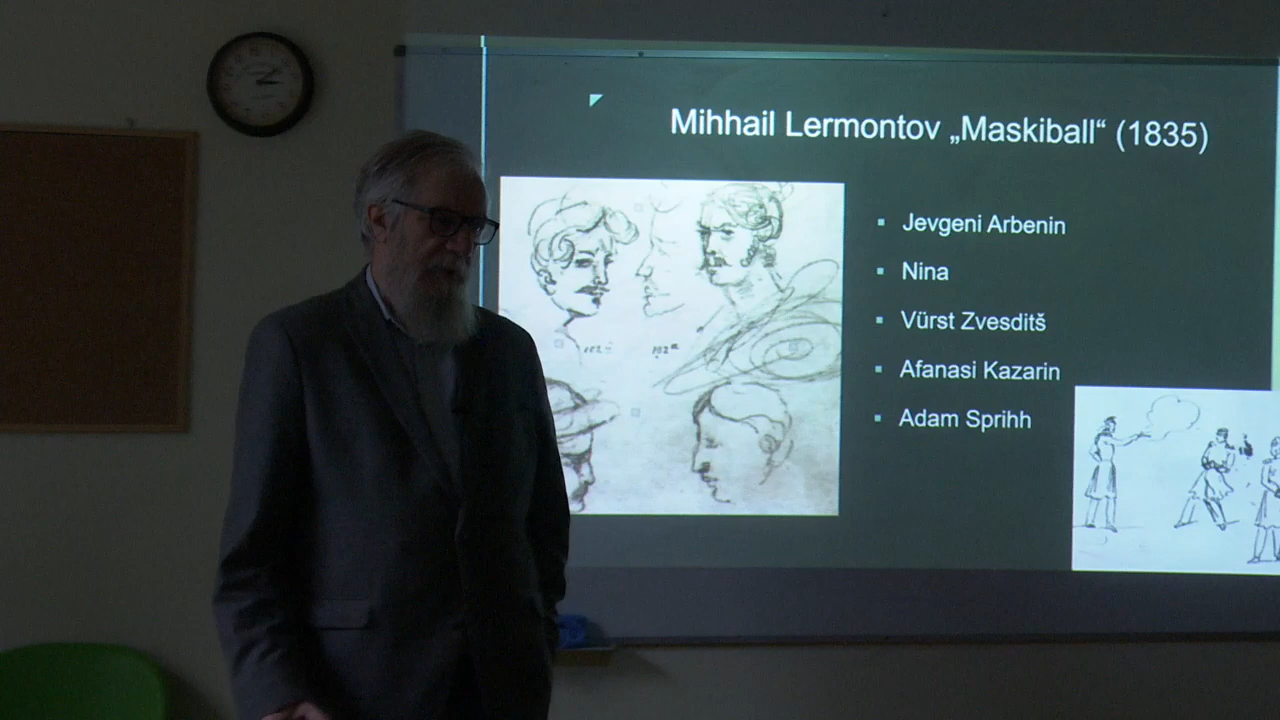 Mihhail Lermontov „Maskiball“ (1835)
Jevgeni Arbenin
Nina
Vürst Zvesditš
Afanasi Kazarin
Adam Sprihh